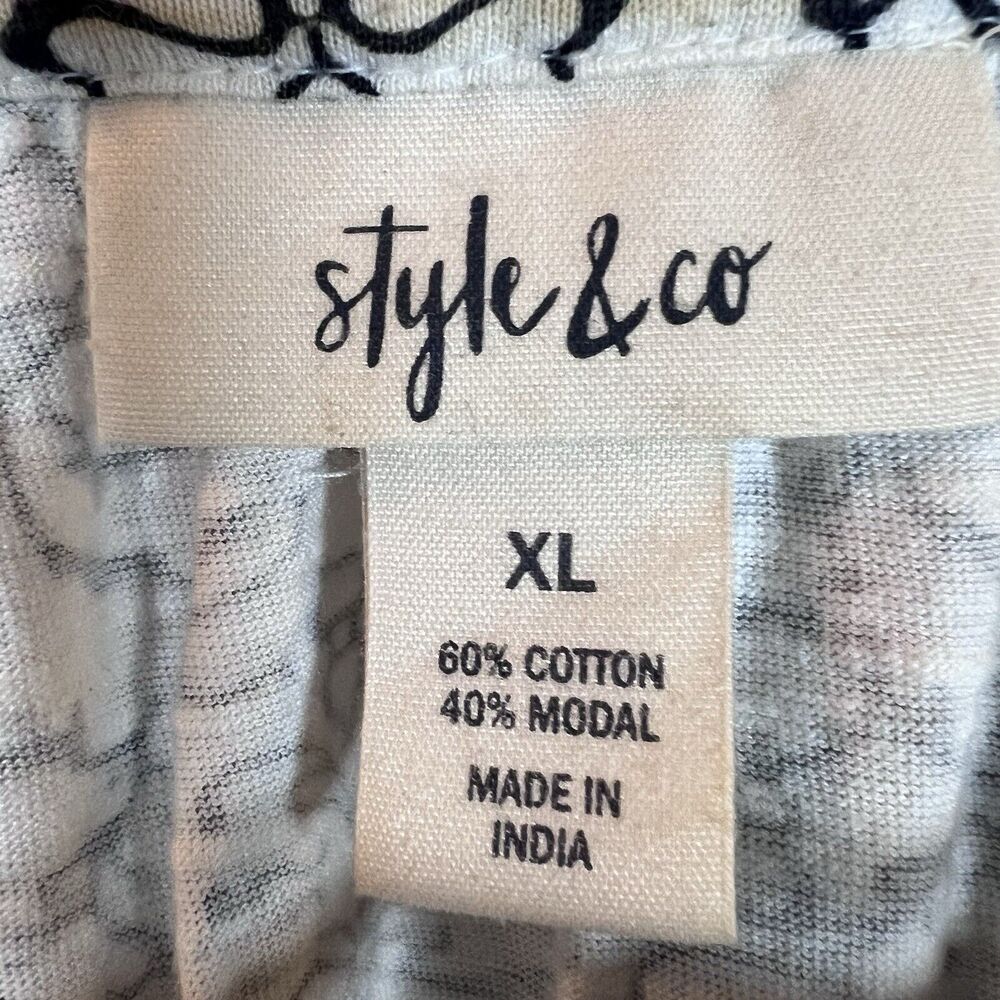 style & co
XL
60% COTTON
40% MODAL
MADE IN
INDIA